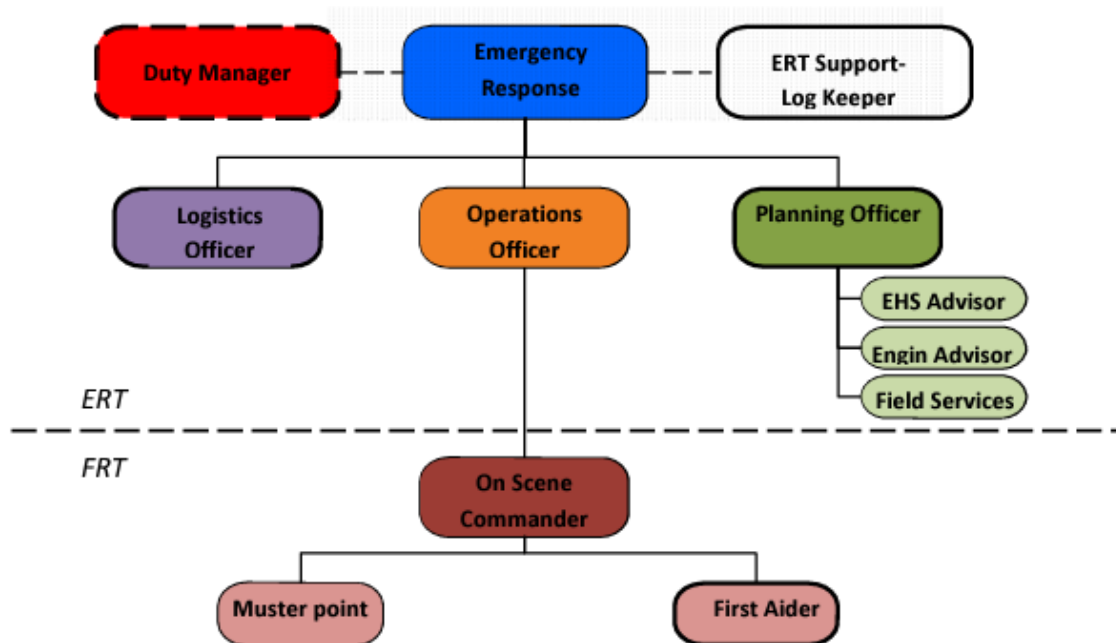 Duty Manager
Emergency
Response
ERT Support-
Log Keeper
Logistics
Officer
Operations
Officer
Planning Officer
EHS Advisor
Engin Advisor
Field Services
ERT
FRT
On Scene
Commander
Muster point
First Aider